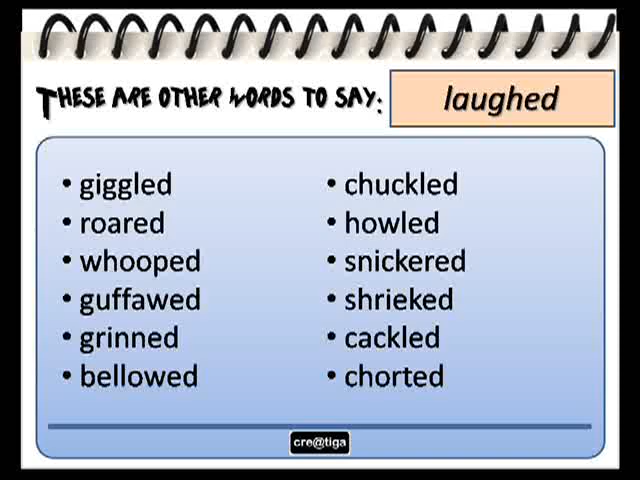 These are other words to say:
laughed
• giggled
• roared
• whooped
• guffawed
• grinned
• bellowed
• chuckled
• howled
• snickered
• shrieked
• cackled
• chorted
cre@tiga